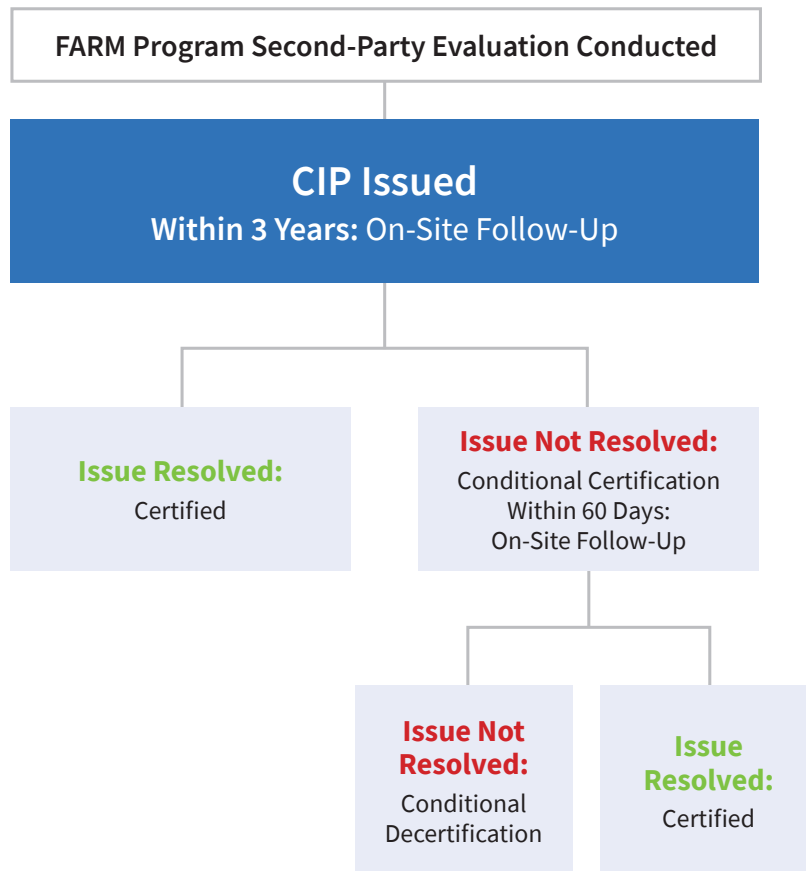 FARM Program Second-Party Evaluation Conducted
CIP Issued
Within 3 Years: On-Site Follow-Up
Issue Resolved:
Certified
Issue Not Resolved:
Conditional Certification
Within 60 Days:
On-Site Follow-Up
Issue Not
Resolved:
Conditional
Decertification
Issue
Resolved:
Certified